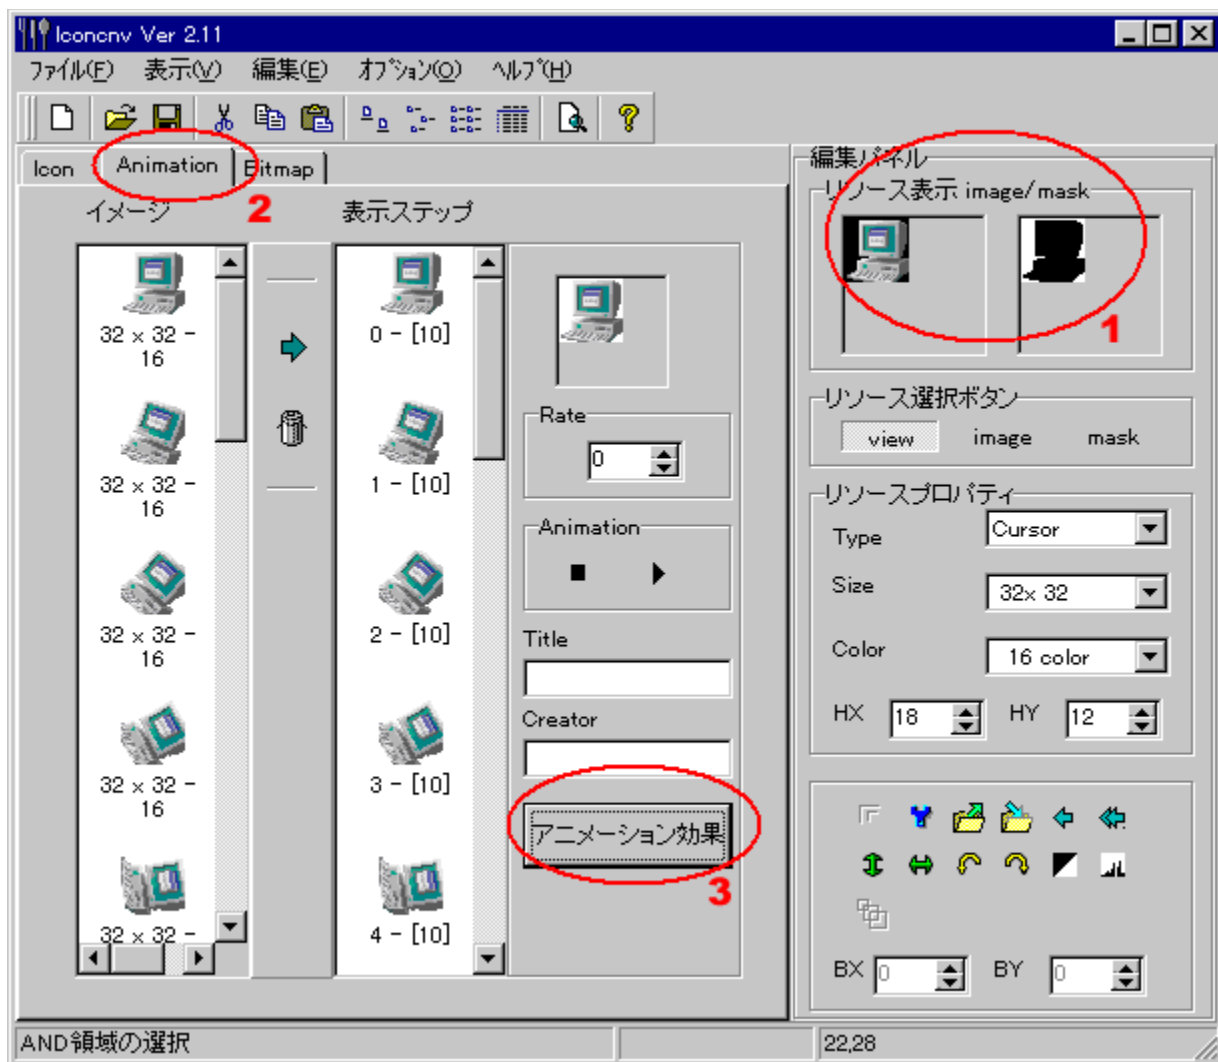 Iconcnv Ver 2.11
ﾌｧｲﾙ(F) 表示(V) 編集(E) ｵﾌﾟｼｮﾝ(O) ﾍﾙﾌﾟ(H)
Icon Animation Bitmap
2
イメージ
表示ステップ
32 × 32 -
16
32 × 32 -
16
32 × 32 -
16
32 × 32 -
16
32 × 32 -
0 - [10]
1 - [10]
2 - [10]
3 - [10]
4 - [10]
Rate
0
Animation
Title
Creator
アニメーション効果
3
編集パネル
リソース表示 image/mask
1
リソース選択ボタン
view image mask
リソースプロパティ
Type Cursor
Size 32× 32
Color 16 color
HX 18 HY 12
BX 0 BY 0
AND領域の選択
22,28